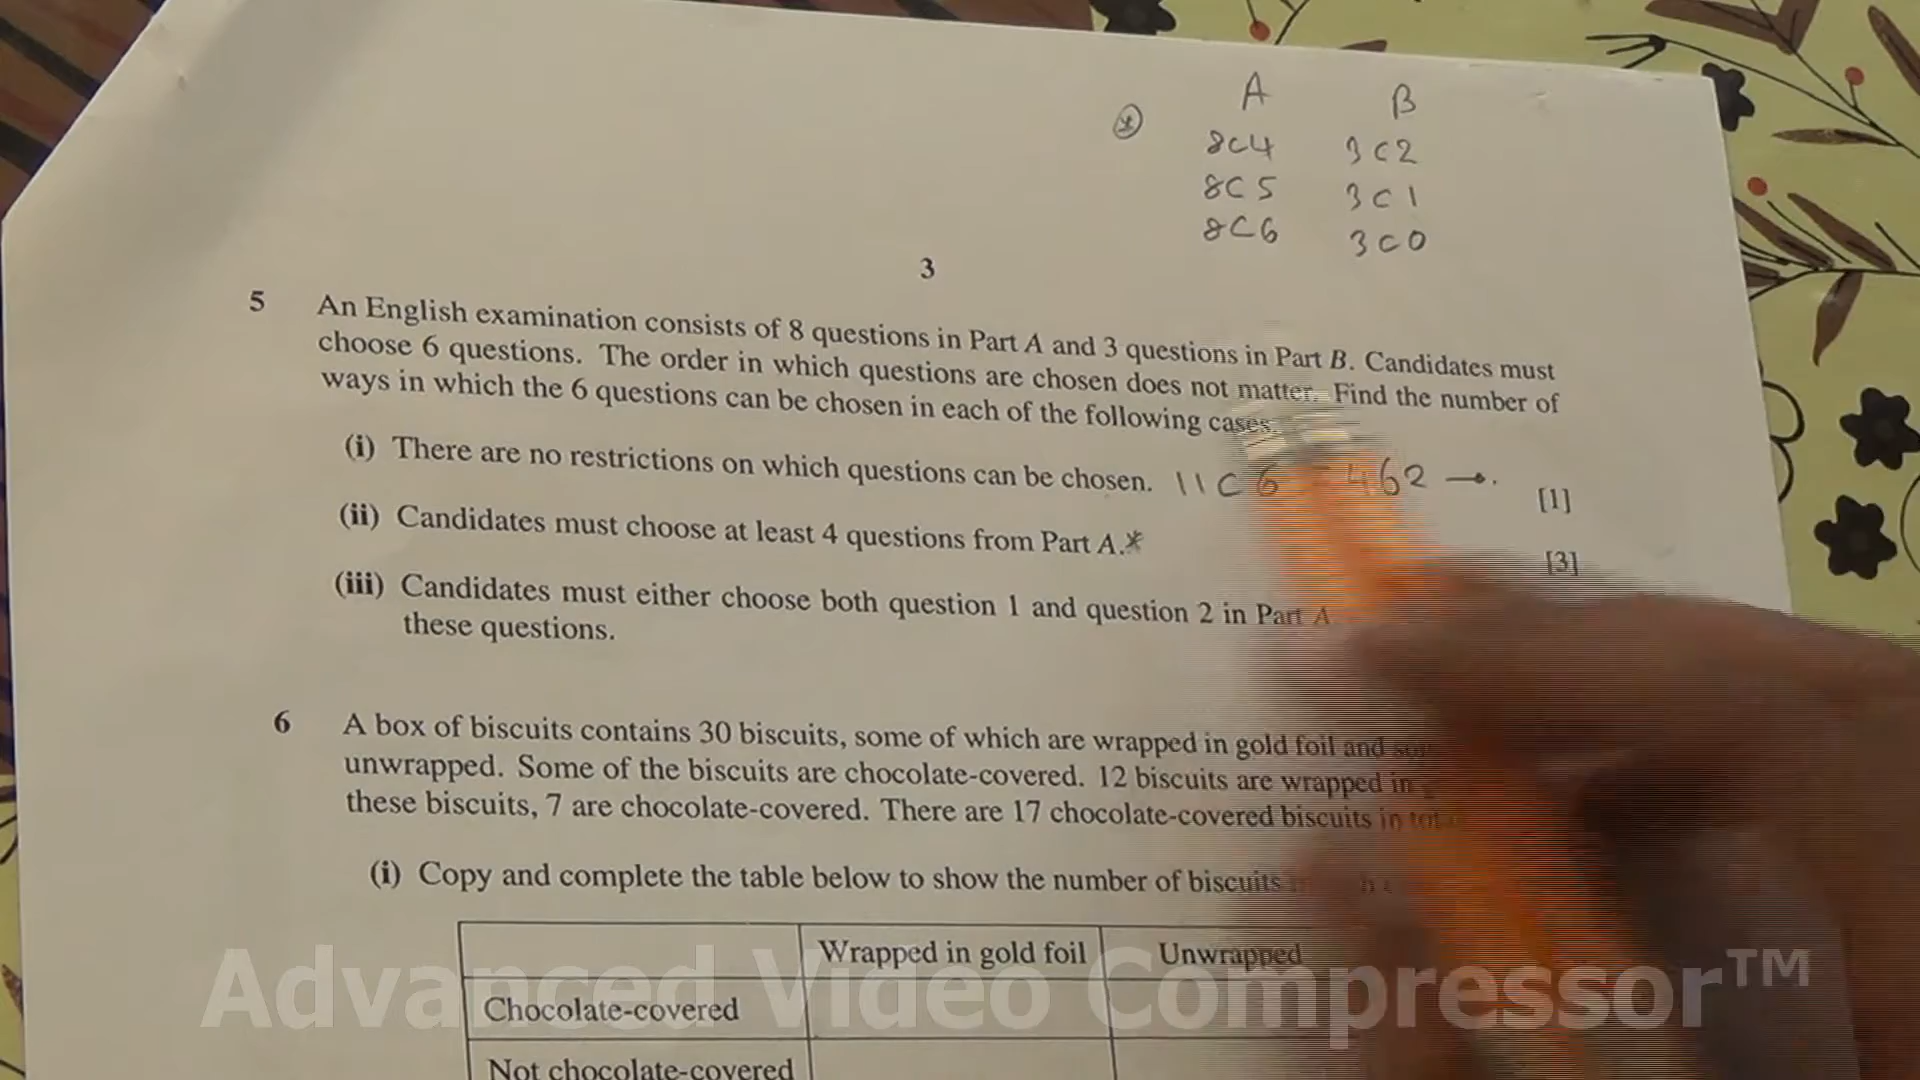 A B
8C4 3C2
8C5 3C1
8C6 3C0
3
5 An English examination consists of 8 questions in Part A and 3 questions in Part B. Candidates must
choose 6 questions. The order in which questions are chosen does not matter. Find the number of
ways in which the 6 questions can be chosen in each of the following cases.
(i) There are no restrictions on which questions can be chosen. 11C6 = 462 → [1]
(ii) Candidates must choose at least 4 questions from Part A.* [3]
(iii) Candidates must either choose both question 1 and question 2 in Part A
these questions.
6 A box of biscuits contains 30 biscuits, some of which are wrapped in gold foil and
unwrapped. Some of the biscuits are chocolate-covered. 12 biscuits are wrapped in
these biscuits, 7 are chocolate-covered. There are 17 chocolate-covered biscuits in
(i) Copy and complete the table below to show the number of biscuits
Wrapped in gold foil Unwrapped
Chocolate-covered
Not chocolate-covered
Advanced Video Compressor™